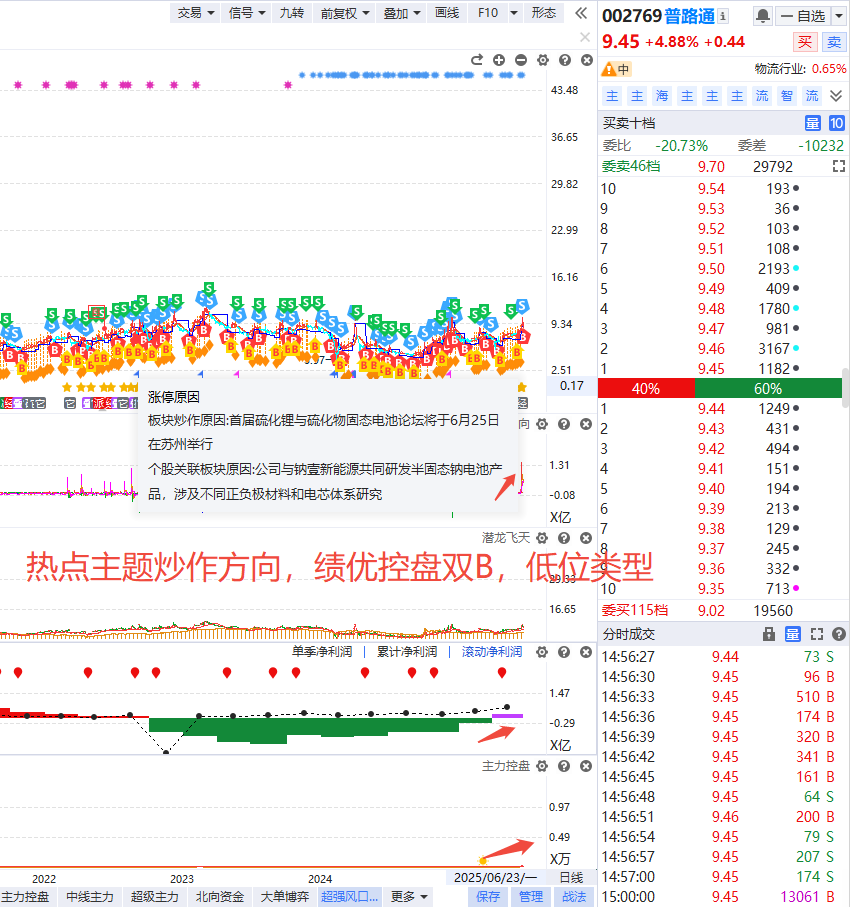 交易 信号 九转 前复权 叠加 画线 F10 形态
43.48
36.65
29.82
22.99
16.16
9.34
2.51
0.17
涨停原因
板块炒作原因:首届硫化锂与硫化物固态电池论坛将于6月25日
在苏州举行
个股关联板块原因:公司与钠壹新能源共同研发半固态钠电池产
品，涉及不同正负极材料和电芯体系研究
向
1.31
-0.08
X亿
潜龙飞天
热点主题炒作方向，绩优控盘双B，低位类型
29.33
16.65
单季净利润 | 累计净利润 | 滚动净利润
1.47
-0.29
X亿
主力控盘
0.97
0.49
X万
2022 2023 2024 2025/06/23/一 日线
主力控盘 中线主力 超级主力 北向资金 大单博弈 超强风口... 更多 保存 管理 战法
002769 普路通 一 自选
9.45 +4.88% +0.44 买 卖
中 物流行业: 0.65%
主 主 海 主 主 主 流 智 流
买卖十档 量 10
委比 -20.73% 委差 -10232
委卖46档 9.70 29792
10 9.54 193
9 9.53 36
8 9.52 103
7 9.51 108
6 9.50 2193
5 9.49 409
4 9.48 1780
3 9.47 981
2 9.46 3167
1 9.45 1182
40% 60%
1 9.44 1249
2 9.43 431
3 9.42 494
4 9.41 151
5 9.40 194
6 9.39 213
7 9.38 129
8 9.37 245
9 9.36 332
10 9.35 713
委买115档 9.02 19560
分时成交 量
14:56:27 9.44 73 S
14:56:30 9.45 96 B
14:56:33 9.45 510 B
14:56:36 9.45 174 B
14:56:39 9.45 320 B
14:56:42 9.45 341 B
14:56:45 9.45 161 B
14:56:48 9.45 64 S
14:56:51 9.46 200 B
14:56:54 9.45 79 S
14:56:57 9.45 207 S
14:57:00 9.45 174 S
15:00:00 9.45 13061 B